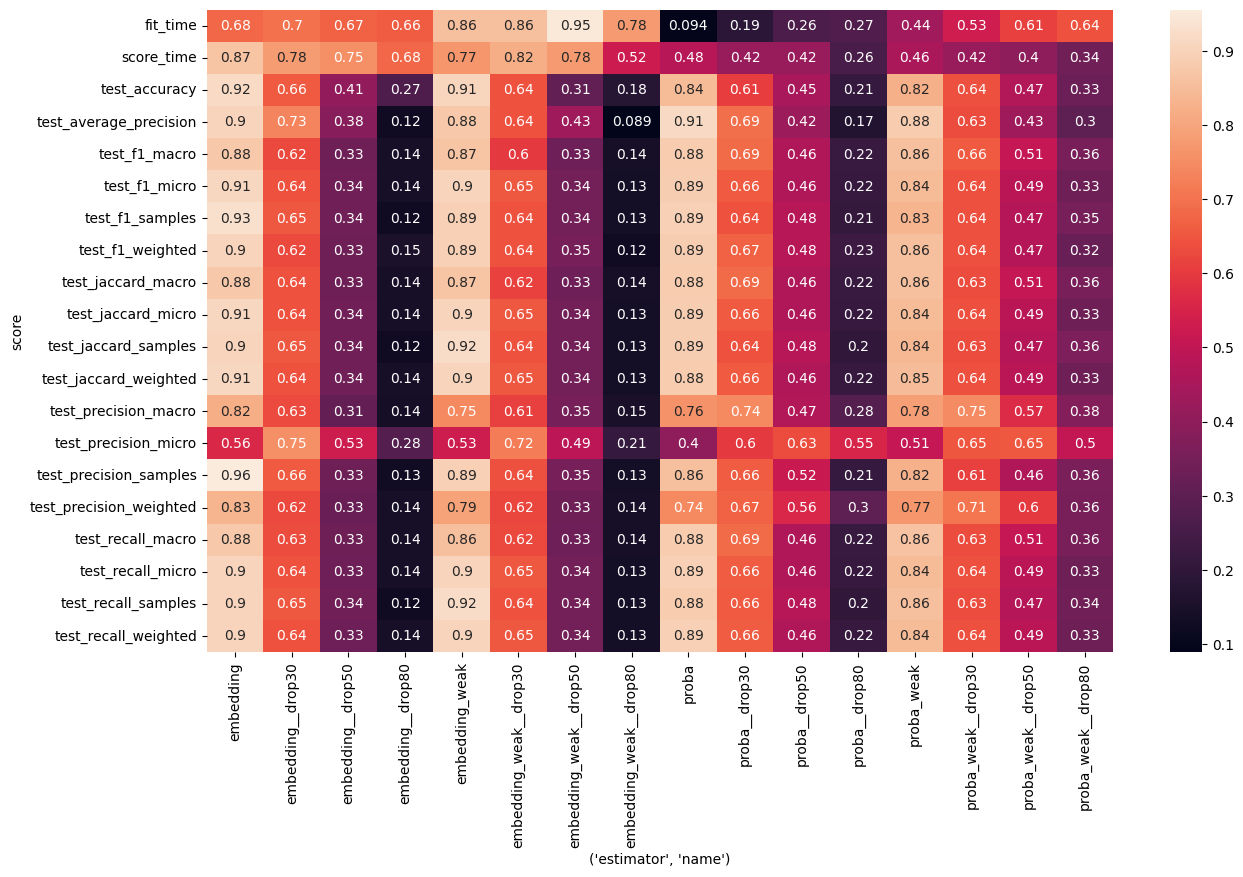 fit_time 0.68 0.7 0.67 0.66 0.86 0.86 0.95 0.78 0.094 0.19 0.26 0.27 0.44 0.53 0.61 0.64
score_time 0.87 0.78 0.75 0.68 0.77 0.82 0.78 0.52 0.48 0.42 0.42 0.26 0.46 0.42 0.4 0.34
test_accuracy 0.92 0.66 0.41 0.27 0.91 0.64 0.31 0.18 0.84 0.61 0.45 0.21 0.82 0.64 0.47 0.33
test_average_precision 0.9 0.73 0.38 0.12 0.88 0.64 0.43 0.089 0.91 0.69 0.42 0.17 0.88 0.63 0.43 0.3
test_f1_macro 0.88 0.62 0.33 0.14 0.87 0.6 0.33 0.14 0.88 0.69 0.46 0.22 0.86 0.66 0.51 0.36
test_f1_micro 0.91 0.64 0.34 0.14 0.9 0.65 0.34 0.13 0.89 0.66 0.46 0.22 0.84 0.64 0.49 0.33
test_f1_samples 0.93 0.65 0.34 0.12 0.89 0.64 0.34 0.13 0.89 0.64 0.48 0.21 0.83 0.64 0.47 0.35
test_f1_weighted 0.9 0.62 0.33 0.15 0.89 0.64 0.35 0.12 0.89 0.67 0.48 0.23 0.86 0.64 0.47 0.32
test_jaccard_macro 0.88 0.64 0.33 0.14 0.87 0.62 0.33 0.14 0.88 0.69 0.46 0.22 0.86 0.63 0.51 0.36
test_jaccard_micro 0.91 0.64 0.34 0.14 0.9 0.65 0.34 0.13 0.89 0.66 0.46 0.22 0.84 0.64 0.49 0.33
test_jaccard_samples 0.9 0.65 0.34 0.12 0.92 0.64 0.34 0.13 0.89 0.64 0.48 0.2 0.84 0.63 0.47 0.36
test_jaccard_weighted 0.91 0.64 0.34 0.14 0.9 0.65 0.34 0.13 0.88 0.66 0.46 0.22 0.85 0.64 0.49 0.33
test_precision_macro 0.82 0.63 0.31 0.14 0.75 0.61 0.35 0.15 0.76 0.74 0.47 0.28 0.78 0.75 0.57 0.38
test_precision_micro 0.56 0.75 0.53 0.28 0.53 0.72 0.49 0.21 0.4 0.6 0.63 0.55 0.51 0.65 0.65 0.5
test_precision_samples 0.96 0.66 0.33 0.13 0.89 0.64 0.35 0.13 0.86 0.66 0.52 0.21 0.82 0.61 0.46 0.36
test_precision_weighted 0.83 0.62 0.33 0.14 0.79 0.62 0.33 0.14 0.74 0.67 0.56 0.3 0.77 0.71 0.6 0.36
test_recall_macro 0.88 0.63 0.33 0.14 0.86 0.62 0.33 0.14 0.88 0.69 0.46 0.22 0.86 0.63 0.51 0.36
test_recall_micro 0.9 0.64 0.33 0.14 0.9 0.65 0.34 0.13 0.89 0.66 0.46 0.22 0.84 0.64 0.49 0.33
test_recall_samples 0.9 0.65 0.34 0.12 0.92 0.64 0.34 0.13 0.88 0.66 0.48 0.2 0.86 0.63 0.47 0.34
test_recall_weighted 0.9 0.64 0.33 0.14 0.9 0.65 0.34 0.13 0.89 0.66 0.46 0.22 0.84 0.64 0.49 0.33
score
embedding
embedding__drop30
embedding__drop50
embedding__drop80
embedding_weak
embedding_weak__drop30
embedding_weak__drop50
embedding_weak__drop80
proba
proba__drop30
proba__drop50
proba__drop80
proba_weak
proba_weak__drop30
proba_weak__drop50
proba_weak__drop80
('estimator', 'name')
0.9
0.8
0.7
0.6
0.5
0.4
0.3
0.2
0.1